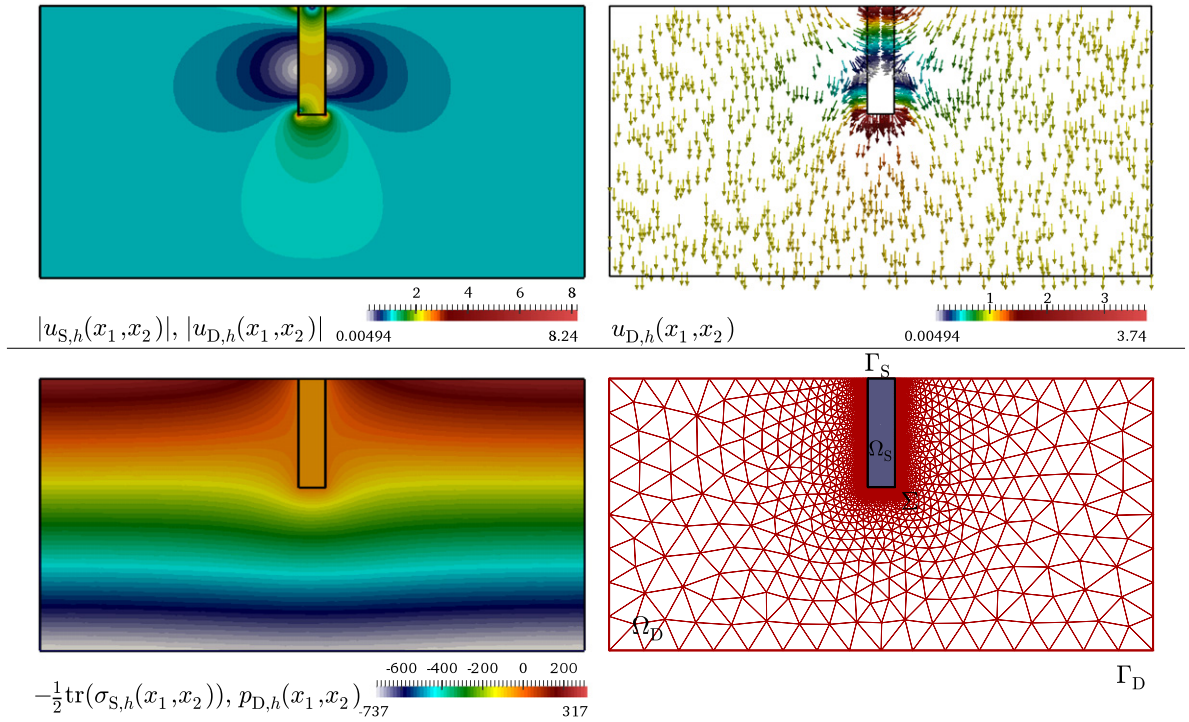 2 4 6 8
|u_{S,h}(x_1,x_2)|, |u_{D,h}(x_1,x_2)|
0.00494 8.24
1 2 3
u_{D,h}(x_1,x_2)
0.00494 3.74
Γ_S
Ω_S
Σ
Ω_D
Γ_D
-600 -400 -200 0 200
−½tr(σ_{S,h}(x_1,x_2)), p_{D,h}(x_1,x_2)
-737 317